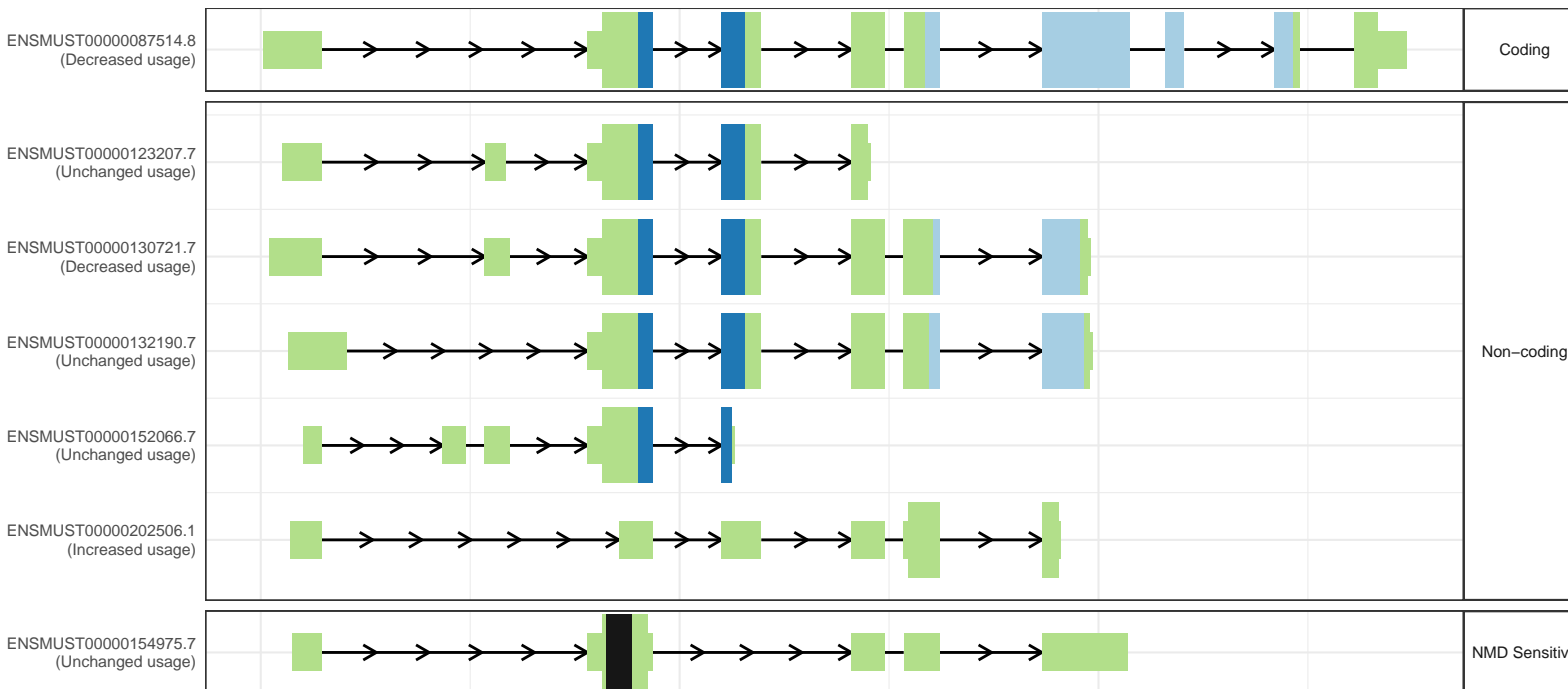 ENSMUST00000087514.8
(Decreased usage)
Coding
ENSMUST00000123207.7
(Unchanged usage)
ENSMUST00000130721.7
(Decreased usage)
ENSMUST00000132190.7
(Unchanged usage)
Non−coding
ENSMUST00000152066.7
(Unchanged usage)
ENSMUST00000202506.1
(Increased usage)
ENSMUST00000154975.7
(Unchanged usage)
NMD Sensitiv